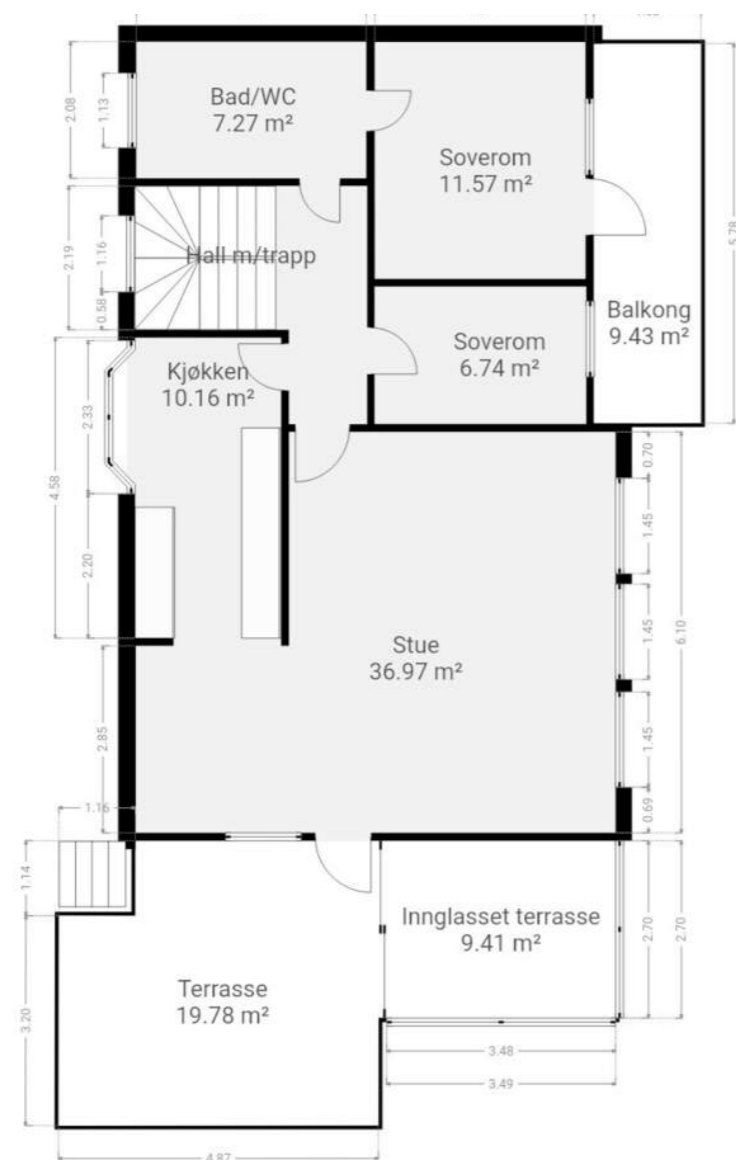 Bad/WC
7.27 m²
Soverom
11.57 m²
2.08
1.13
2.19
1.16
0.58
Hall m/trapp
5.78
Balkong
9.43 m²
Soverom
6.74 m²
Kjøkken
10.16 m²
4.58
2.33
2.20
0.70
1.45
6.10
1.45
1.45
0.69
Stue
36.97 m²
2.85
1.16
1.14
Innglasset terrasse
9.41 m²
2.70
2.70
Terrasse
19.78 m²
3.20
3.48
3.49
4.87